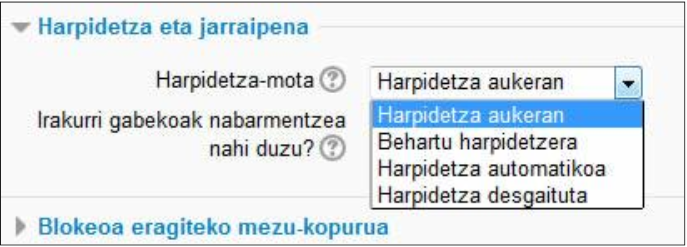 Harpidetza eta jarraipena
Harpidetza-mota Harpidetza aukeran
Irakurri gabekoak nabarmentzea
nahi duzu?
Harpidetza aukeran
Behartu harpidetzera
Harpidetza automatikoa
Harpidetza desgaituta
Blokeoa eragiteko mezu-kopurua